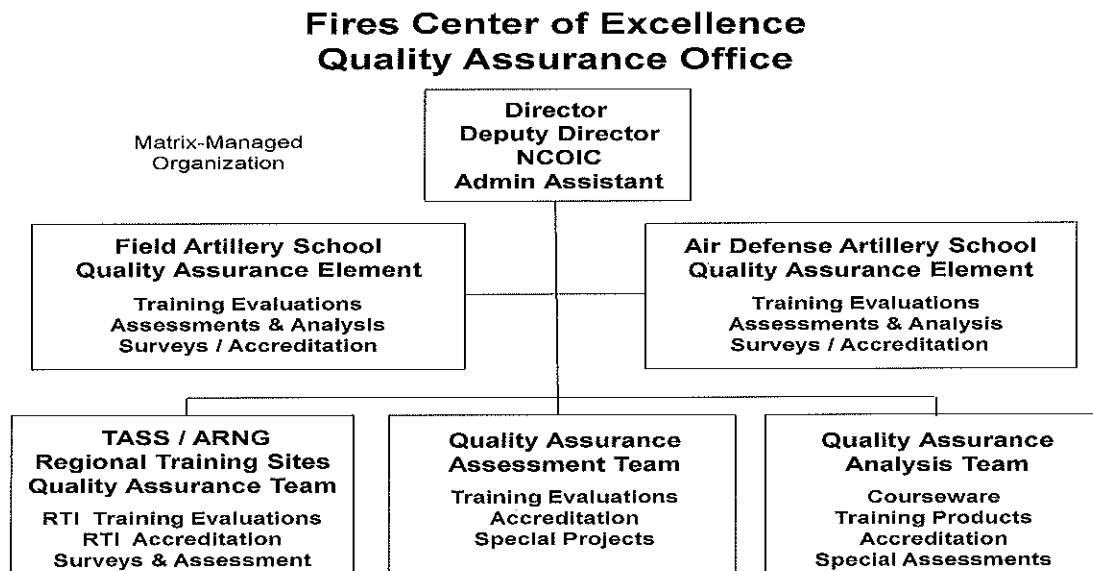 Fires Center of Excellence
Quality Assurance Office
Matrix-Managed
Organization
Director
Deputy Director
NCOIC
Admin Assistant
Field Artillery School
Quality Assurance Element
Training Evaluations
Assessments & Analysis
Surveys / Accreditation
Air Defense Artillery School
Quality Assurance Element
Training Evaluations
Assessments & Analysis
Surveys / Accreditation
TASS / ARNG
Regional Training Sites
Quality Assurance Team
RTI Training Evaluations
RTI Accreditation
Surveys & Assessment
Quality Assurance
Assessment Team
Training Evaluations
Accreditation
Special Projects
Quality Assurance
Analysis Team
Courseware
Training Products
Accreditation
Special Assessments